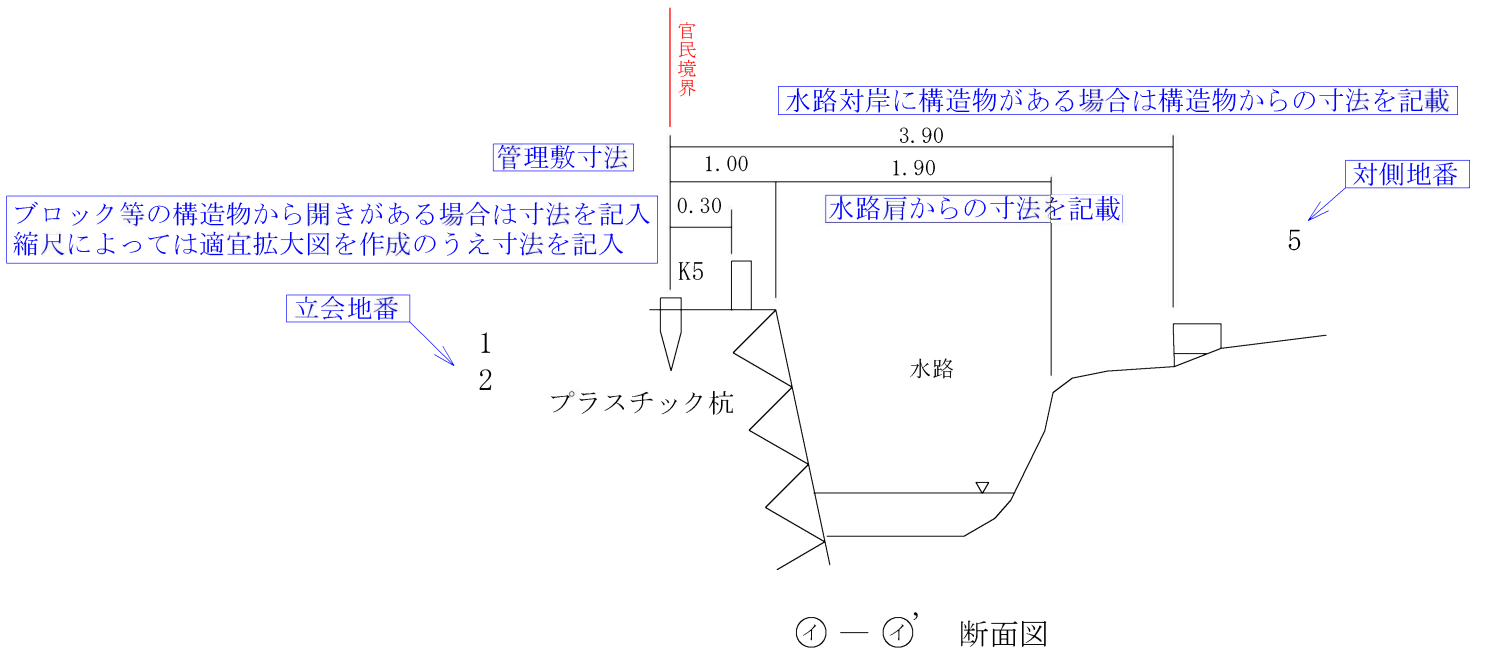 官民境界
水路対岸に構造物がある場合は構造物からの寸法を記載
3.90
管理敷寸法
1.00
1.90
対側地番
ブロック等の構造物から開きがある場合は寸法を記入
縮尺によっては適宜拡大図を作成のうえ寸法を記入
0.30
水路肩からの寸法を記載
5
K5
立会地番
1
2
水路
プラスチック杭
㋑―㋑’ 断面図